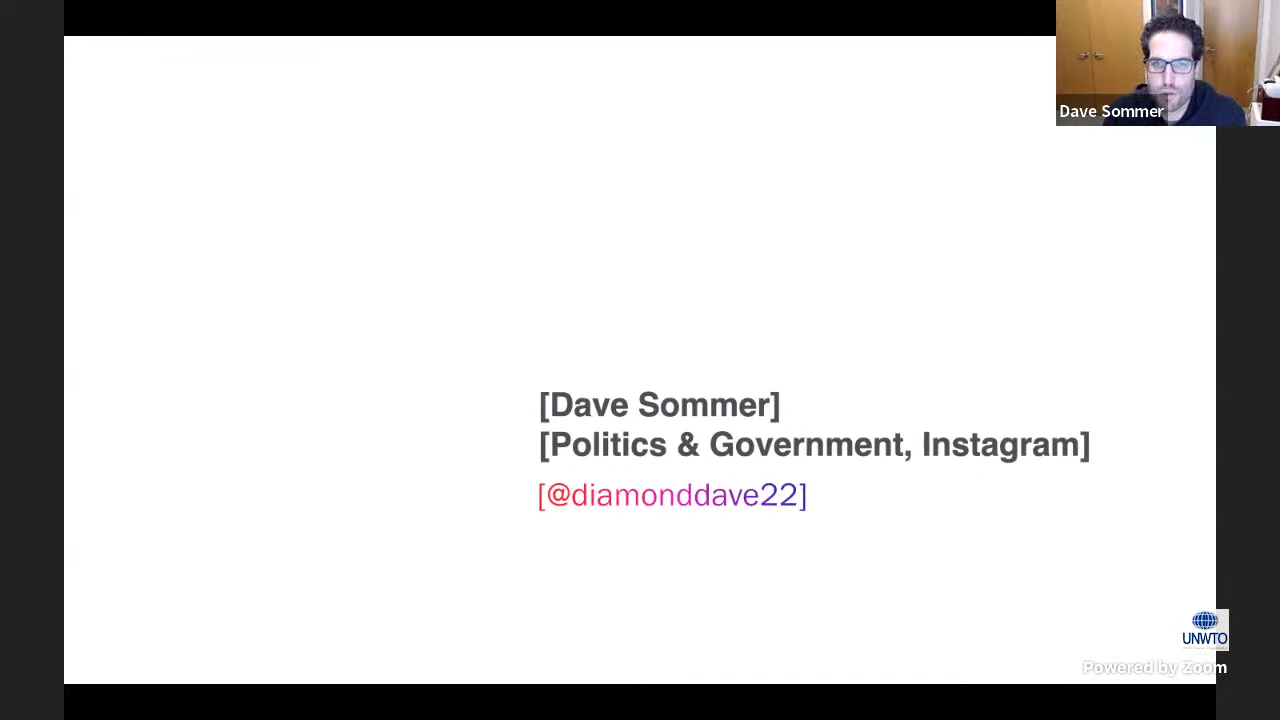 Dave Sommer
[Dave Sommer]
[Politics & Government, Instagram]
[@diamonddave22]
UNWTO
Powered by Zoom